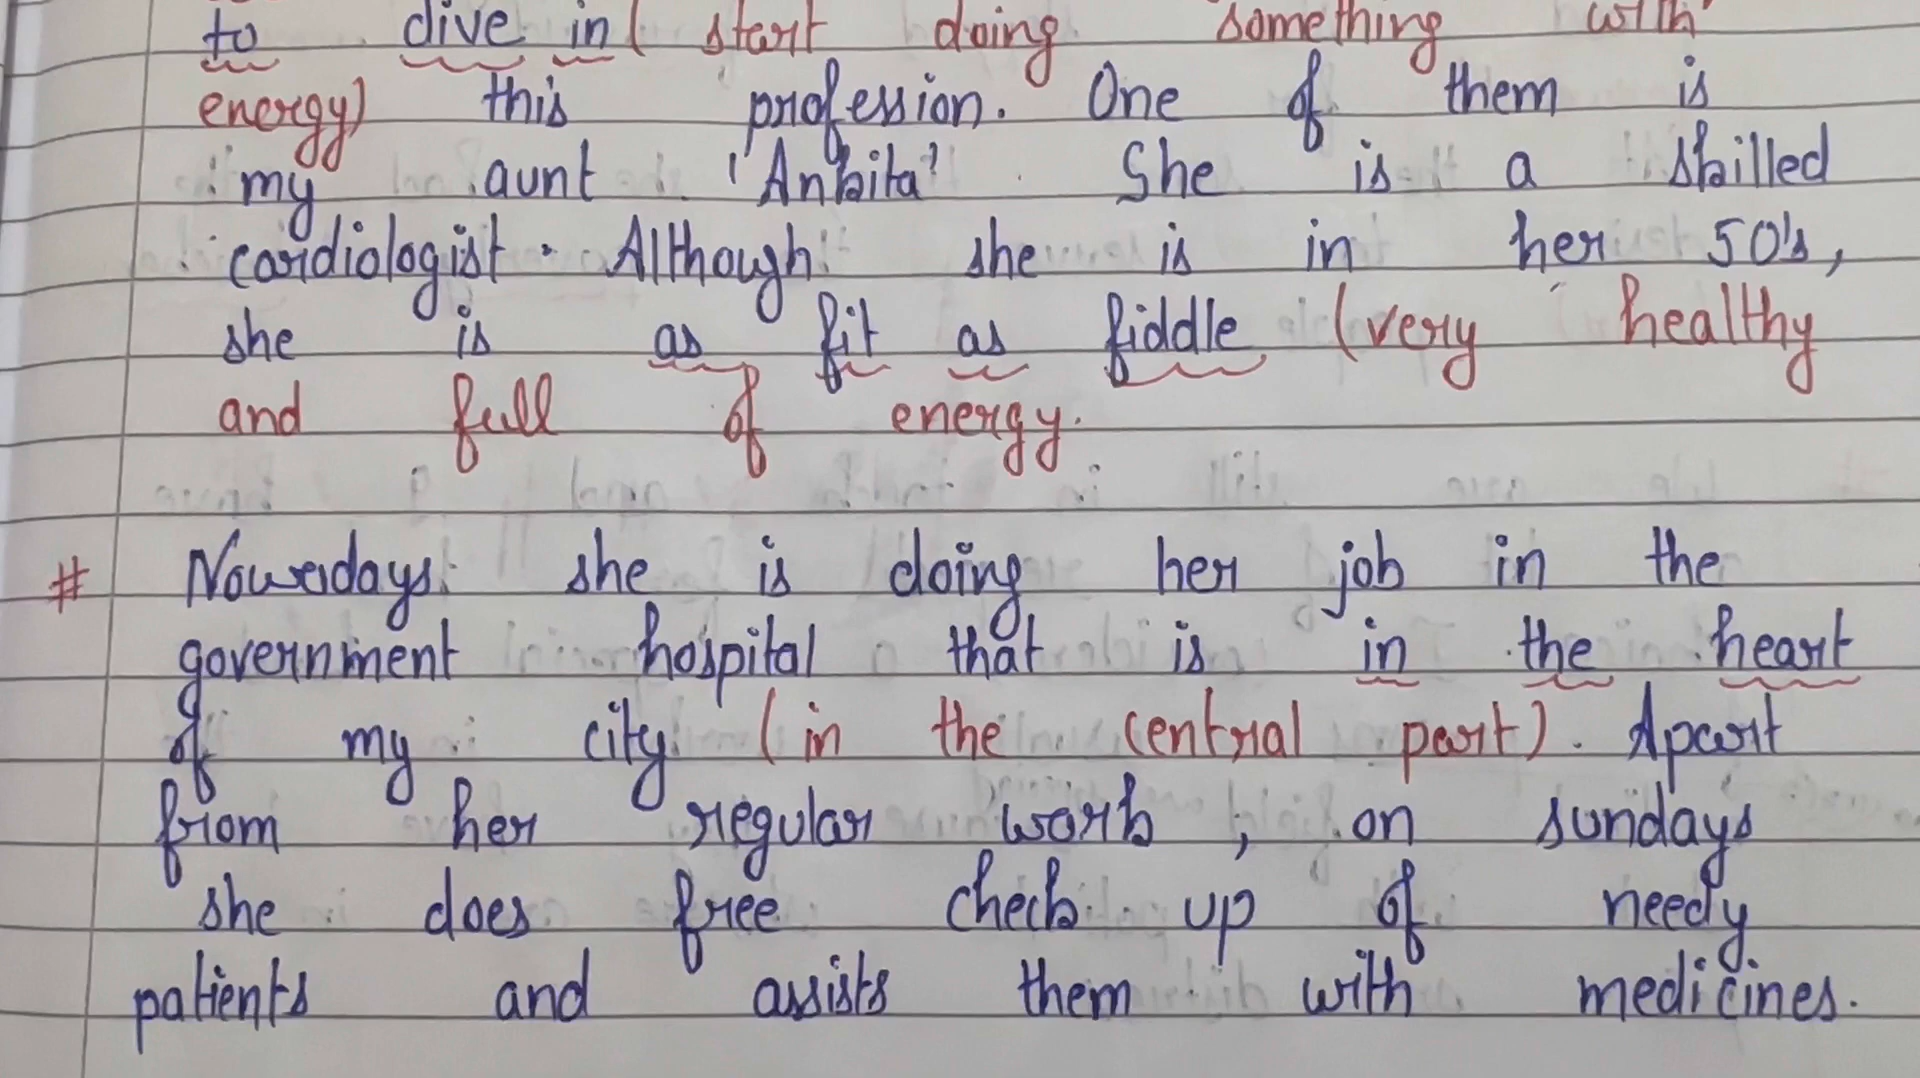 to dive in ( start doing something with
energy) this profession. One of them is
my aunt 'Ankita'. She is a skilled
cardiologist. Although she is in her 50's,
she is as fit as fiddle (very healthy
and full of energy.
# Nowadays she is doing her job in the
government hospital that is in the heart
of my city (in the central part). Apart
from her regular work, on sundays
she does free check up of needy
patients and assists them with medicines.